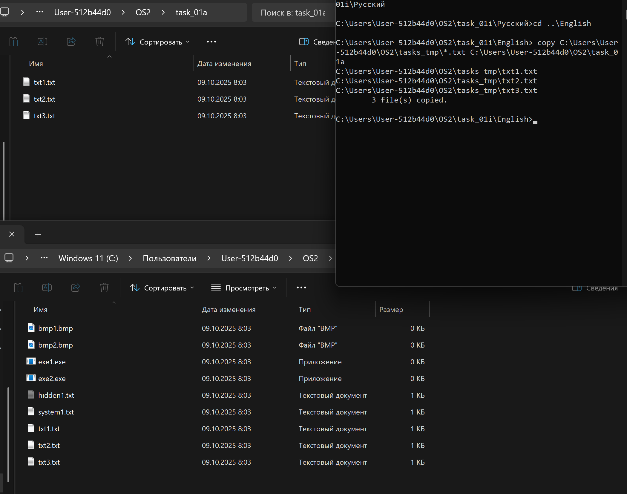 User-512b44d0 > OS2 > task_01a
Поиск в: task_01a
Сортировать
Сведен
Имя Дата изменения Тип
txt1.txt 09.10.2025 8:03 Текстовый д
txt2.txt 09.10.2025 8:03 Текстовый д
txt3.txt 09.10.2025 8:03 Текстовый д
01i\Русский
C:\Users\User-512b44d0\OS2\task_01i\Русский>cd ..\English
C:\Users\User-512b44d0\OS2\task_01i\English> copy C:\Users\User
-512b44d0\OS2\tasks_tmp\*.txt C:\Users\User-512b44d0\OS2\task_0
1a
C:\Users\User-512b44d0\OS2\tasks_tmp\txt1.txt
C:\Users\User-512b44d0\OS2\tasks_tmp\txt2.txt
C:\Users\User-512b44d0\OS2\tasks_tmp\txt3.txt
3 file(s) copied.
C:\Users\User-512b44d0\OS2\task_01i\English>
Windows 11 (C:) > Пользователи > User-512b44d0 > OS2 >
Сортировать Просмотреть
Сведения
Имя Дата изменения Тип Размер
bmp1.bmp 09.10.2025 8:03 Файл "BMP" 0 КБ
bmp2.bmp 09.10.2025 8:03 Файл "BMP" 0 КБ
exe1.exe 09.10.2025 8:03 Приложение 0 КБ
exe2.exe 09.10.2025 8:03 Приложение 0 КБ
hidden1.txt 09.10.2025 8:03 Текстовый документ 1 КБ
system1.txt 09.10.2025 8:03 Текстовый документ 1 КБ
txt1.txt 09.10.2025 8:03 Текстовый документ 1 КБ
txt2.txt 09.10.2025 8:03 Текстовый документ 1 КБ
txt3.txt 09.10.2025 8:03 Текстовый документ 1 КБ